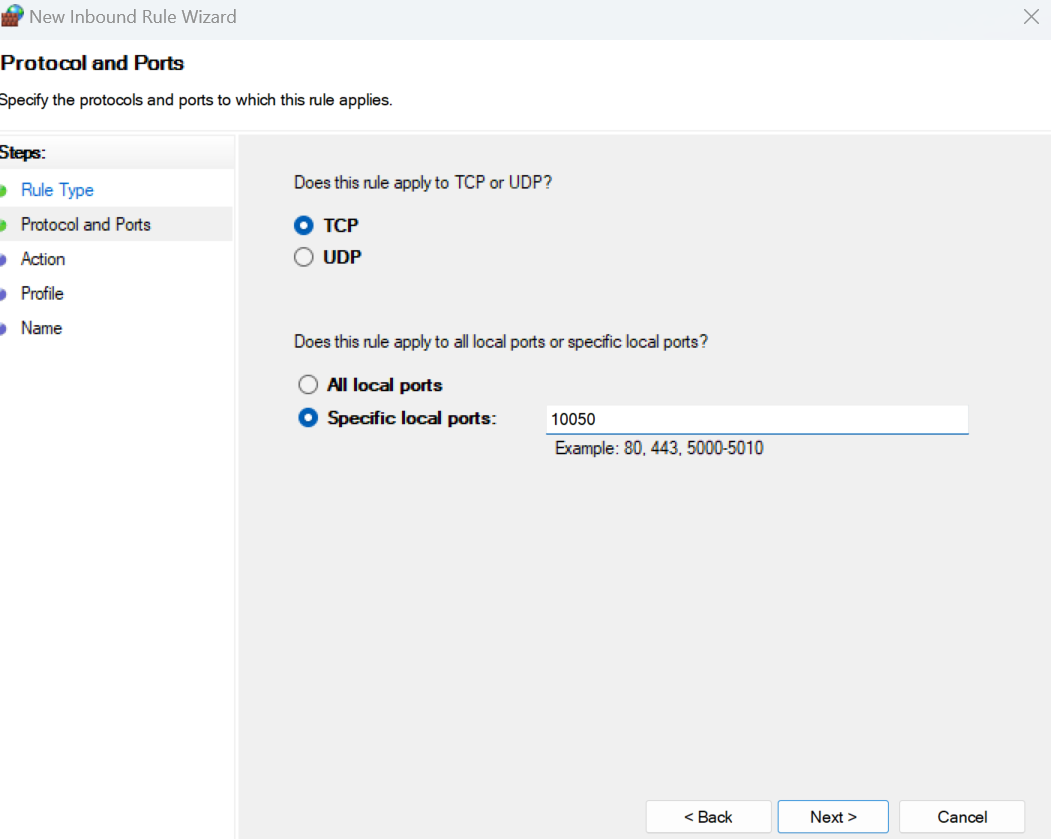 New Inbound Rule Wizard
Protocol and Ports
Specify the protocols and ports to which this rule applies.
Steps:
Rule Type
Protocol and Ports
Action
Profile
Name
Does this rule apply to TCP or UDP?
TCP
UDP
Does this rule apply to all local ports or specific local ports?
All local ports
Specific local ports: 10050
Example: 80, 443, 5000-5010
< Back Next > Cancel